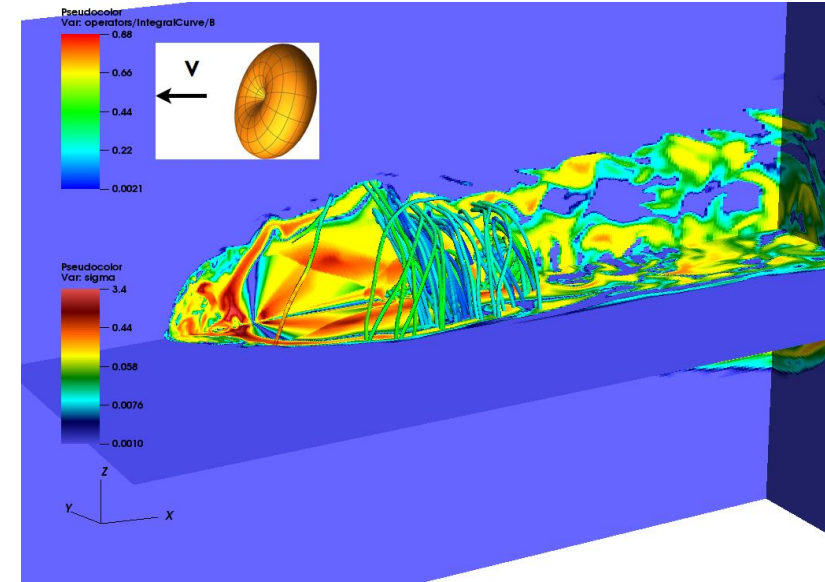 Pseudocolor
Var: operators/IntegralCurve/B
0.88
0.66
0.44
0.22
0.0021
V
Pseudocolor
Var: sigma
3.4
0.44
0.058
0.0076
0.0010
Z
Y
X